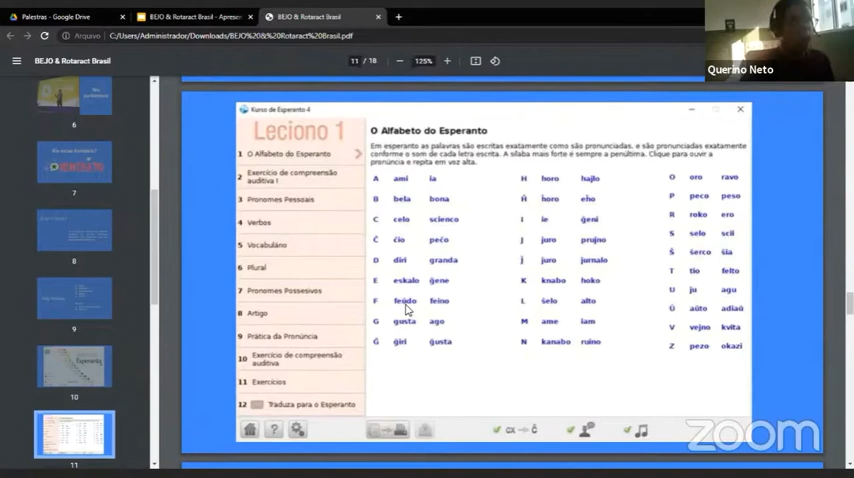 Palestras - Google Drive
BEJO & Rotaract Brasil - Apresen
BEJO & Rotaract Brasil
Arquivo
C:/Users/Administrador/Downloads/BEJO%20&%20Rotaract%20Brasil.pdf
BEJO & Rotaract Brasil.pdf
11 / 18
125%
Querino Neto
6
7
8
9
10
11
Kurso de Esperanto 4
Leciono 1
1 O Alfabeto do Esperanto
2 Exercício de compreensão
auditiva I
3 Pronomes Pessoais
4 Verbos
5 Vocabulário
6 Plural
7 Pronomes Possesivos
8 Artigo
9 Prática da Pronúncia
10 Exercício de compreensão
auditiva
11 Exercícios
12 Traduza para o Esperanto
O Alfabeto do Esperanto
Em esperanto as palavras são escritas exatamente como são pronunciadas, e são pronunciadas exatamente
conforme o som de cada letra escrita. A sílaba mais forte é sempre a penúltima. Clique para ouvir a
pronúncia e repita em voz alta.
A ami ia
B bela bona
C celo scienco
Ĉ ĉio peĉo
D diri granda
E eskalo ĝene
F feŭdo feino
G gusta ago
Ĝ ĝiri ĝusta
H horo hajlo
Ĥ ĥoro eĥo
I ie ĝeni
J juro prujno
Ĵ ĵuro ĵurnalo
K knabo hoko
L ŝelo alto
M ame iam
N kanabo ruino
O oro ravo
P peco peso
R roko ero
S selo scii
Ŝ ŝerco ŝia
T tio felto
U ju agu
Ŭ aŭto adiaŭ
V vejno kvita
Z pezo okazi
cx → ĉ
zoom